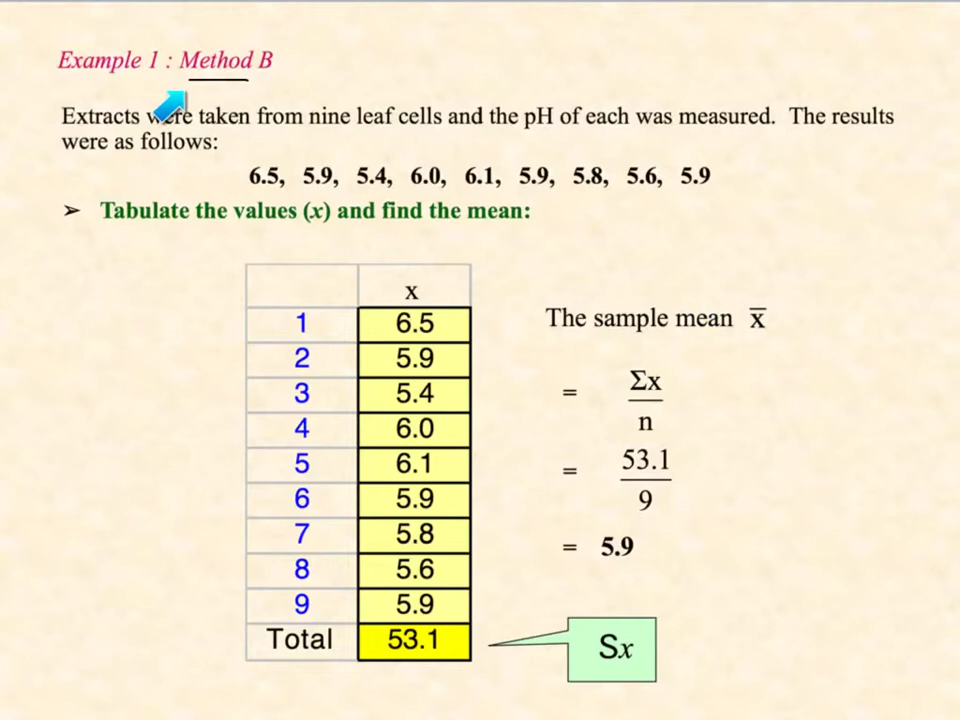 Example 1 : Method B
Extracts were taken from nine leaf cells and the pH of each was measured. The results
were as follows:
6.5, 5.9, 5.4, 6.0, 6.1, 5.9, 5.8, 5.6, 5.9
➢ Tabulate the values (x) and find the mean:
x
1 6.5
2 5.9
3 5.4
4 6.0
5 6.1
6 5.9
7 5.8
8 5.6
9 5.9
Total 53.1
The sample mean x̅
= Σx
n
= 53.1
9
= 5.9
Sx